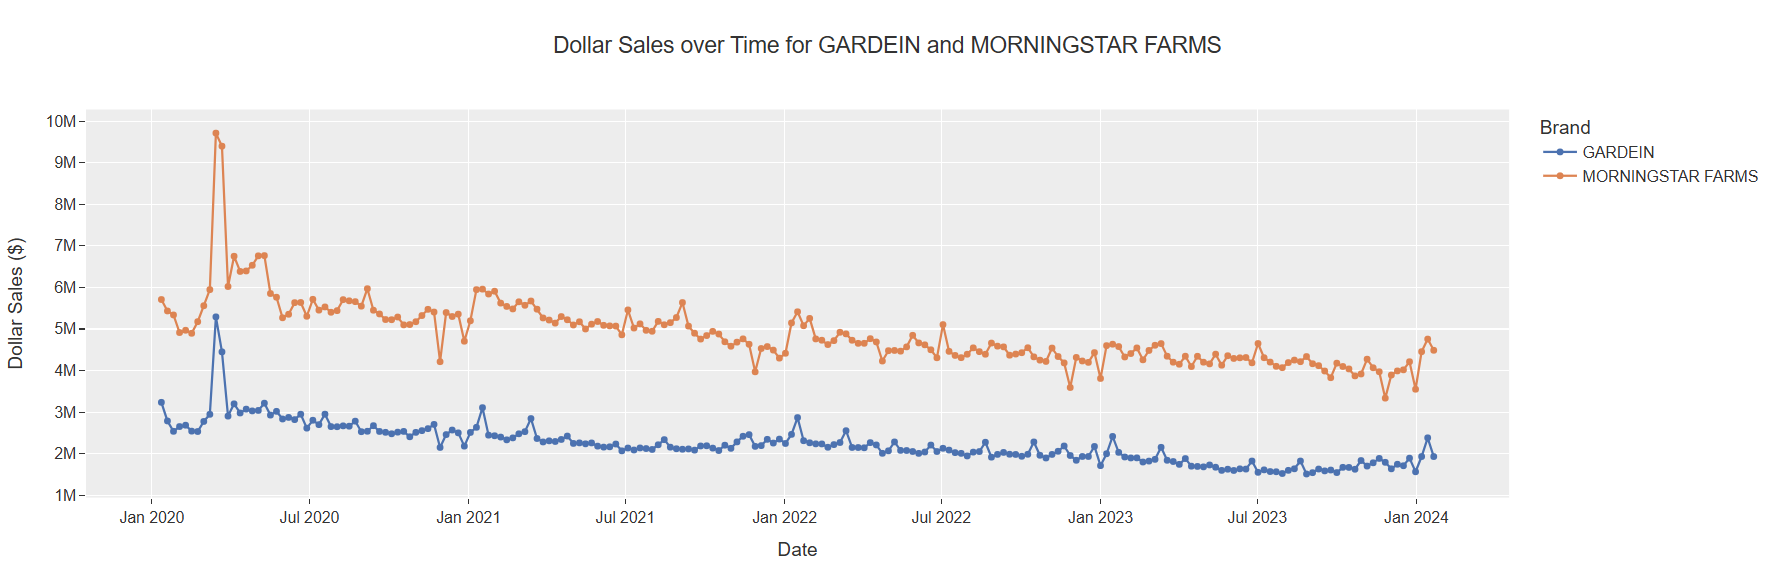 Dollar Sales over Time for GARDEIN and MORNINGSTAR FARMS
Brand
GARDEIN
MORNINGSTAR FARMS
Dollar Sales ($)
10M
9M
8M
7M
6M
5M
4M
3M
2M
1M
Jan 2020 Jul 2020 Jan 2021 Jul 2021 Jan 2022 Jul 2022 Jan 2023 Jul 2023 Jan 2024
Date